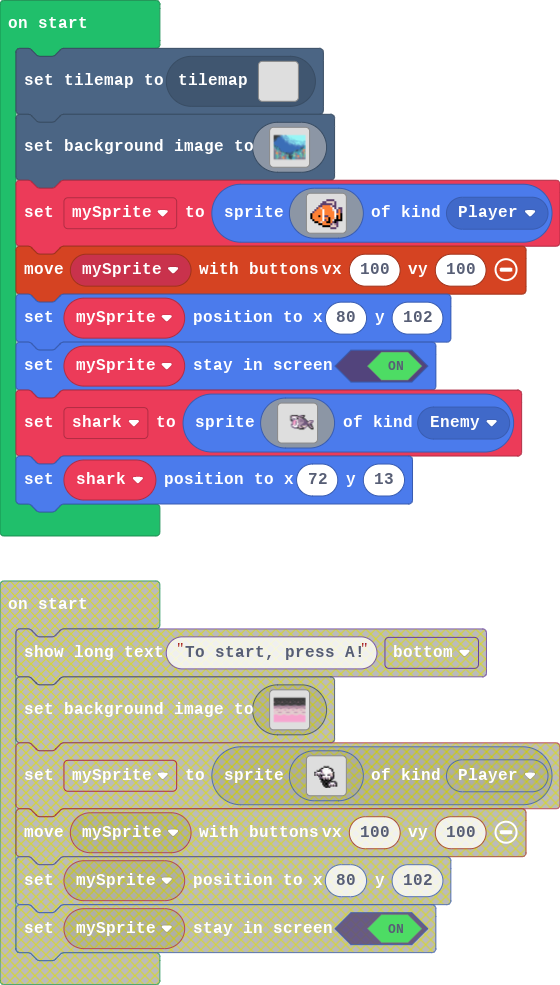 on start
set tilemap to tilemap
set background image to
set mySprite to sprite of kind Player
move mySprite with buttons vx 100 vy 100
set mySprite position to x 80 y 102
set mySprite stay in screen ON
set shark to sprite of kind Enemy
set shark position to x 72 y 13
on start
show long text "To start, press A!" bottom
set background image to
set mySprite to sprite of kind Player
move mySprite with buttons vx 100 vy 100
set mySprite position to x 80 y 102
set mySprite stay in screen ON